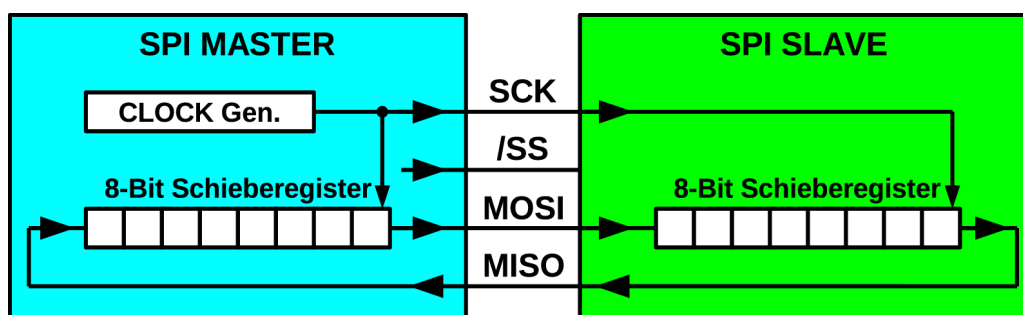 SPI MASTER
SPI SLAVE
SCK
CLOCK Gen.
/SS
8-Bit Schieberegister
8-Bit Schieberegister
MOSI
MISO